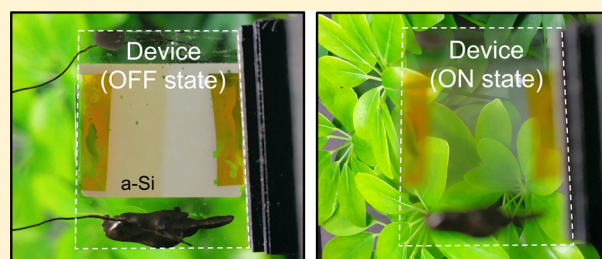 Device
(OFF state)
a-Si
Device
(ON state)